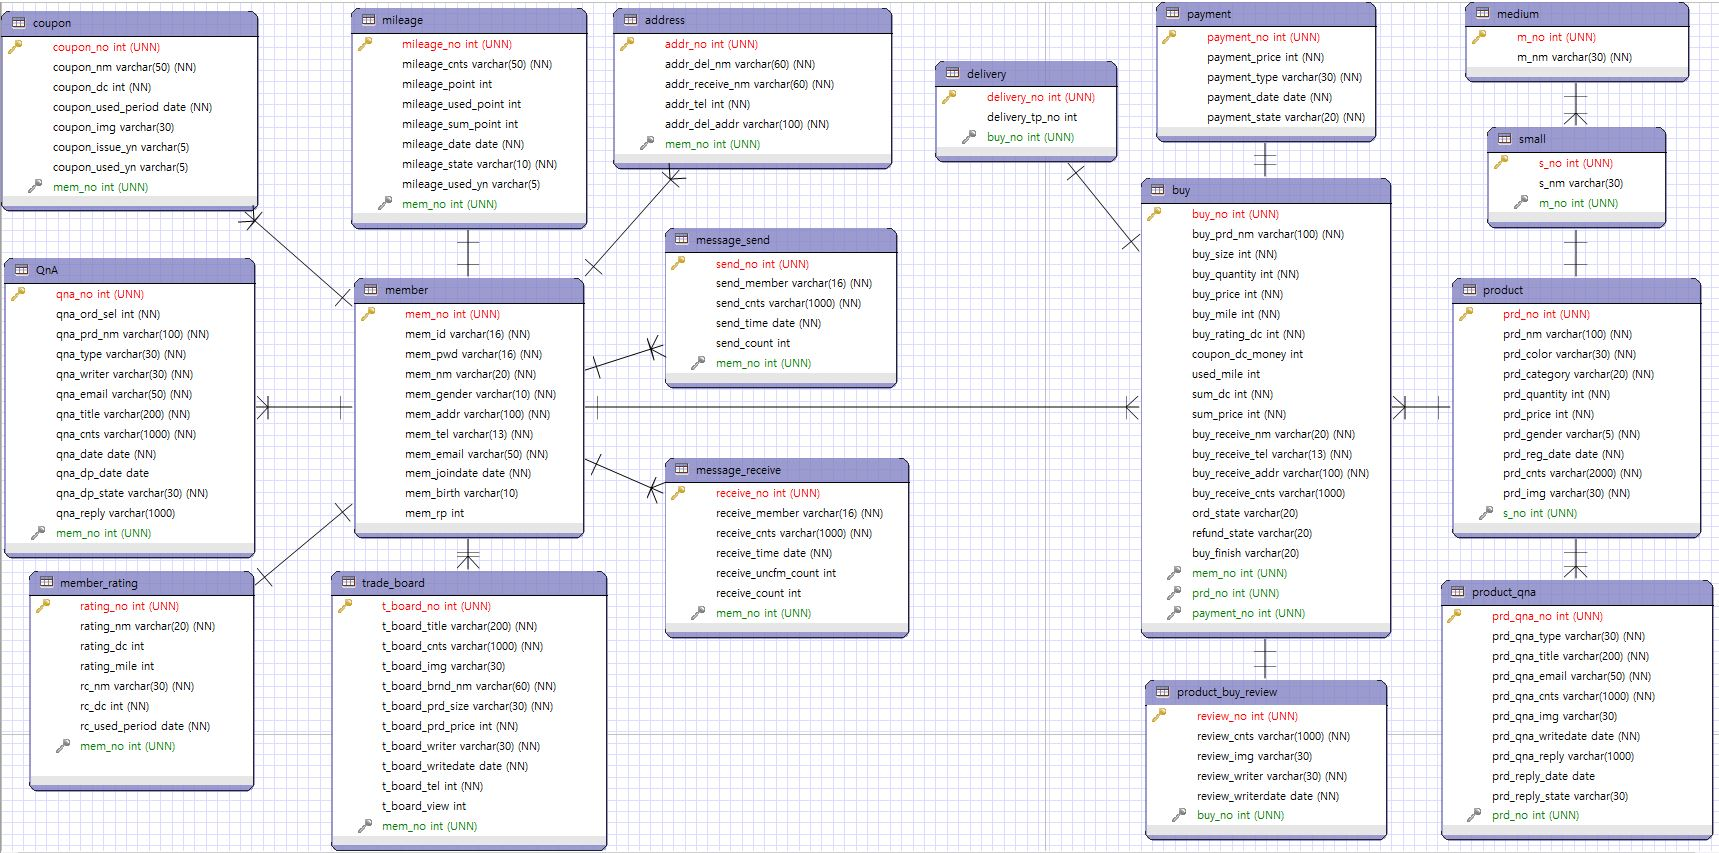 coupon
coupon_no int (UNN)
coupon_nm varchar(50) (NN)
coupon_dc int (NN)
coupon_used_period date (NN)
coupon_img varchar(30)
coupon_issue_yn varchar(5)
coupon_used_yn varchar(5)
mem_no int (UNN)
mileage
mileage_no int (UNN)
mileage_cnts varchar(50) (NN)
mileage_point int
mileage_used_point int
mileage_sum_point int
mileage_date date (NN)
mileage_state varchar(10) (NN)
mileage_used_yn varchar(5)
mem_no int (UNN)
address
addr_no int (UNN)
addr_del_nm varchar(60) (NN)
addr_receive_nm varchar(60) (NN)
addr_tel int (NN)
addr_del_addr varchar(100) (NN)
mem_no int (UNN)
delivery
delivery_no int (UNN)
delivery_tp_no int
buy_no int (UNN)
payment
payment_no int (UNN)
payment_price int (NN)
payment_type varchar(30) (NN)
payment_date date (NN)
payment_state varchar(20) (NN)
medium
m_no int (UNN)
m_nm varchar(30) (NN)
small
s_no int (UNN)
s_nm varchar(30)
m_no int (UNN)
QnA
qna_no int (UNN)
qna_ord_sel int (NN)
qna_prd_nm varchar(100) (NN)
qna_type varchar(30) (NN)
qna_writer varchar(30) (NN)
qna_email varchar(50) (NN)
qna_title varchar(200) (NN)
qna_cnts varchar(1000) (NN)
qna_date date (NN)
qna_dp_date date
qna_dp_state varchar(30) (NN)
qna_reply varchar(1000)
mem_no int (UNN)
member
mem_no int (UNN)
mem_id varchar(16) (NN)
mem_pwd varchar(16) (NN)
mem_nm varchar(20) (NN)
mem_gender varchar(10) (NN)
mem_addr varchar(100) (NN)
mem_tel varchar(13) (NN)
mem_email varchar(50) (NN)
mem_joindate date (NN)
mem_birth varchar(10)
mem_rp int
message_send
send_no int (UNN)
send_member varchar(16) (NN)
send_cnts varchar(1000) (NN)
send_time date (NN)
send_count int
mem_no int (UNN)
message_receive
receive_no int (UNN)
receive_member varchar(16) (NN)
receive_cnts varchar(1000) (NN)
receive_time date (NN)
receive_uncfm_count int
receive_count int
mem_no int (UNN)
buy
buy_no int (UNN)
buy_prd_nm varchar(100) (NN)
buy_size int (NN)
buy_quantity int (NN)
buy_price int (NN)
buy_mile int (NN)
buy_rating_dc int (NN)
coupon_dc_money int
used_mile int
sum_dc int (NN)
sum_price int (NN)
buy_receive_nm varchar(20) (NN)
buy_receive_tel varchar(13) (NN)
buy_receive_addr varchar(100) (NN)
buy_receive_cnts varchar(1000)
ord_state varchar(20)
refund_state varchar(20)
buy_finish varchar(20)
mem_no int (UNN)
prd_no int (UNN)
payment_no int (UNN)
product
prd_no int (UNN)
prd_nm varchar(100) (NN)
prd_color varchar(30) (NN)
prd_category varchar(20) (NN)
prd_quantity int (NN)
prd_price int (NN)
prd_gender varchar(5) (NN)
prd_reg_date date (NN)
prd_cnts varchar(2000) (NN)
prd_img varchar(30) (NN)
s_no int (UNN)
member_rating
rating_no int (UNN)
rating_nm varchar(20) (NN)
rating_dc int
rating_mile int
rc_nm varchar(30) (NN)
rc_dc int (NN)
rc_used_period date (NN)
mem_no int (UNN)
trade_board
t_board_no int (UNN)
t_board_title varchar(200) (NN)
t_board_cnts varchar(1000) (NN)
t_board_img varchar(30)
t_board_brnd_nm varchar(60) (NN)
t_board_prd_size varchar(30) (NN)
t_board_prd_price int (NN)
t_board_writer varchar(30) (NN)
t_board_writedate date (NN)
t_board_tel int (NN)
t_board_view int
mem_no int (UNN)
product_buy_review
review_no int (UNN)
review_cnts varchar(1000) (NN)
review_img varchar(30)
review_writer varchar(30) (NN)
review_writerdate date (NN)
buy_no int (UNN)
product_qna
prd_qna_no int (UNN)
prd_qna_type varchar(30) (NN)
prd_qna_title varchar(200) (NN)
prd_qna_email varchar(50) (NN)
prd_qna_cnts varchar(1000) (NN)
prd_qna_img varchar(30)
prd_qna_writedate date (NN)
prd_qna_reply varchar(1000)
prd_reply_date date
prd_reply_state varchar(30)
prd_no int (UNN)